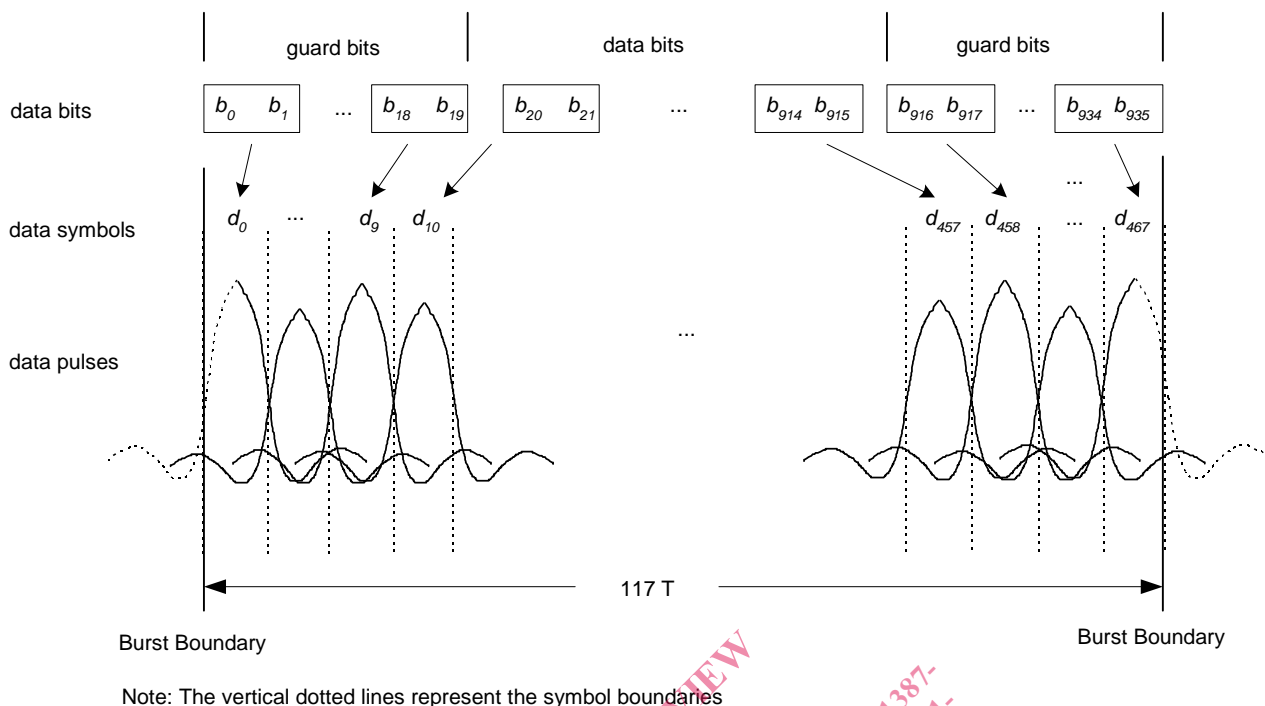 guard bits data bits guard bits
data bits b0 b1 ... b18 b19 b20 b21 ... b914 b915 b916 b917 ... b934 b935
...
data symbols d0 ... d9 d10 d457 d458 ... d467
...
data pulses
117 T
Burst Boundary Burst Boundary
Note: The vertical dotted lines represent the symbol boundaries